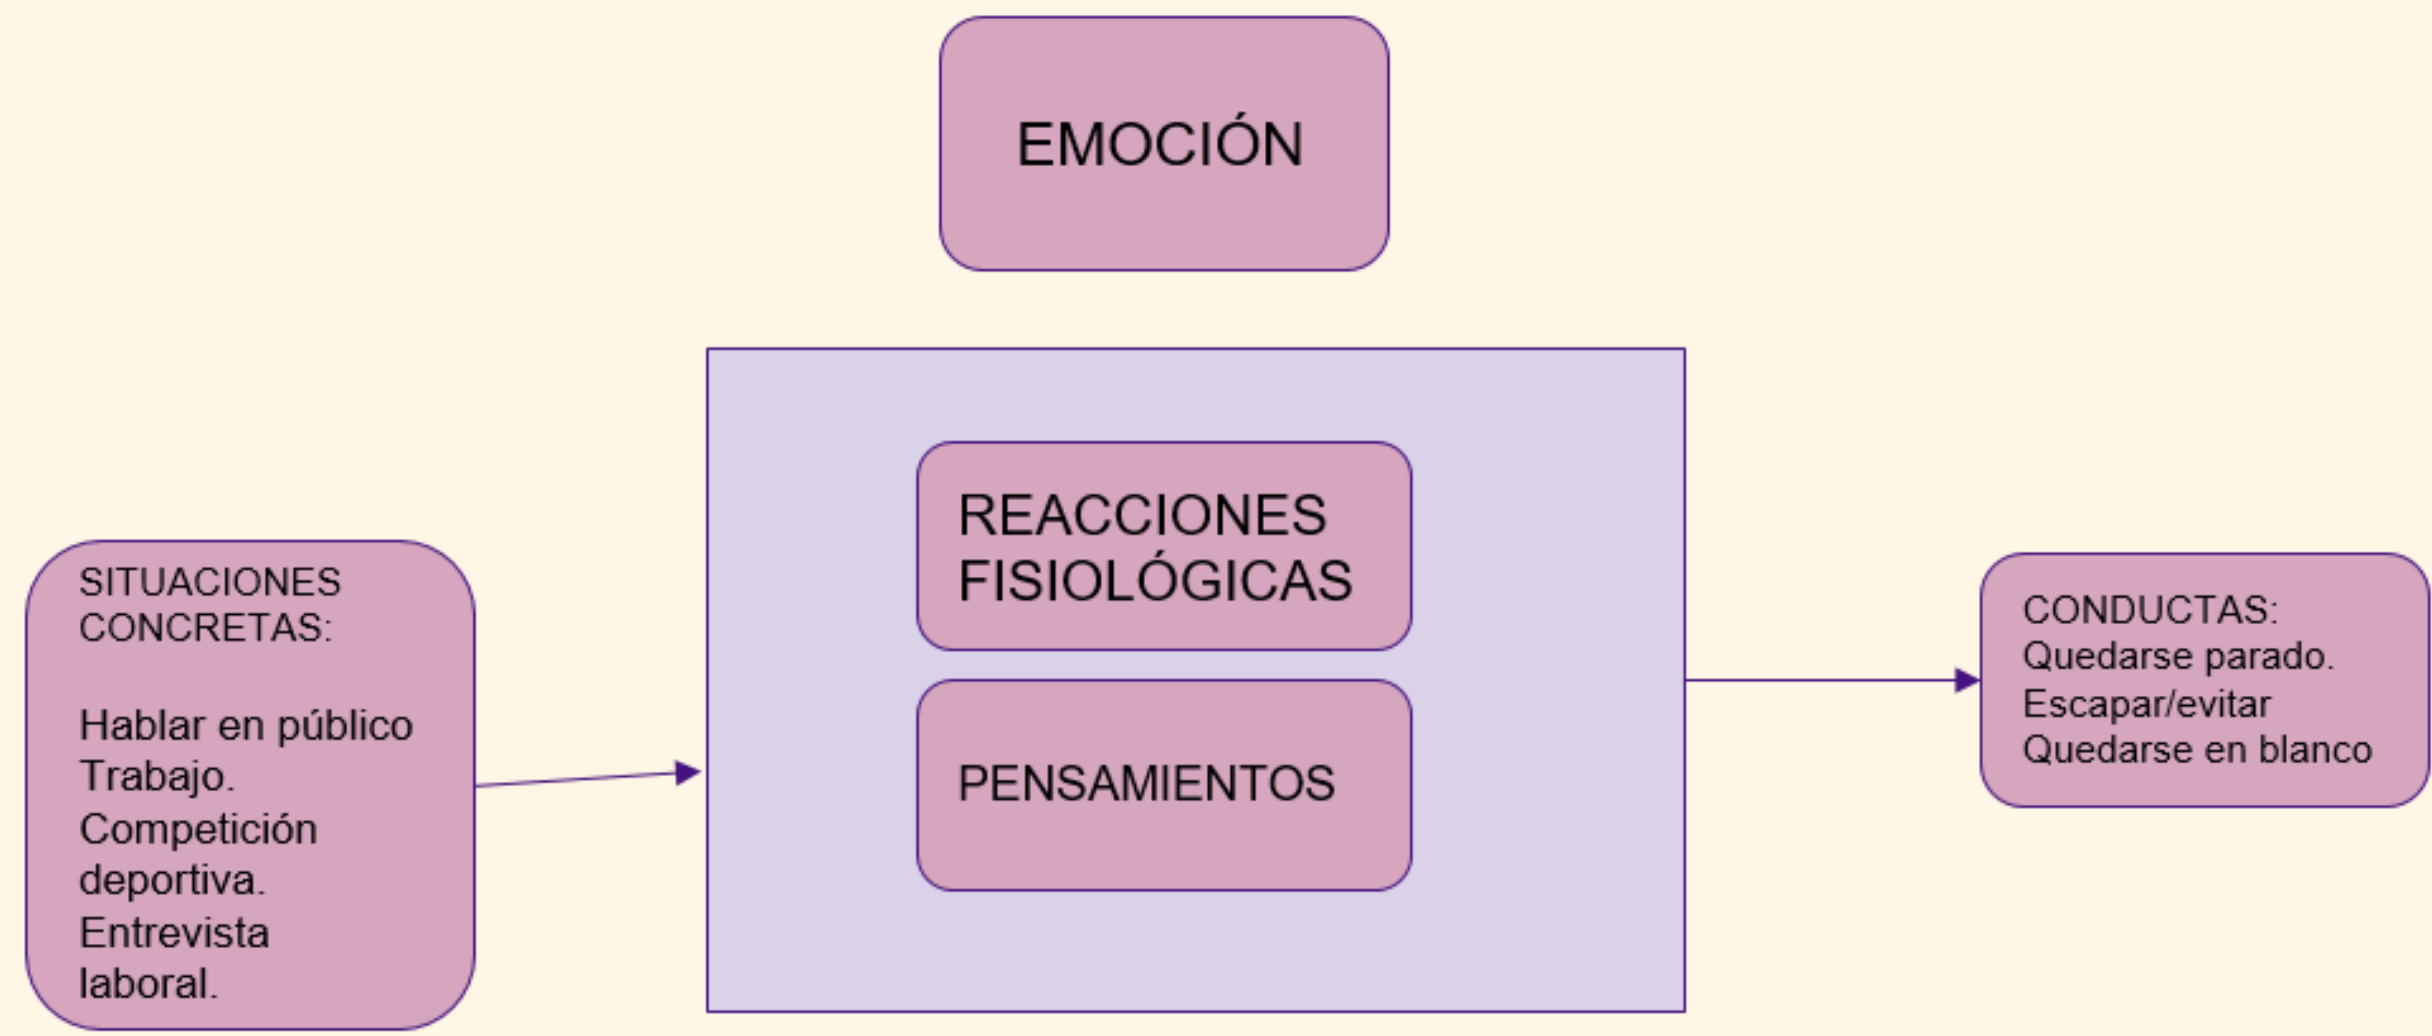 EMOCIÓN
REACCIONES
FISIOLÓGICAS
PENSAMIENTOS
SITUACIONES
CONCRETAS:
Hablar en público
Trabajo.
Competición
deportiva.
Entrevista
laboral.
CONDUCTAS:
Quedarse parado.
Escapar/evitar
Quedarse en blanco